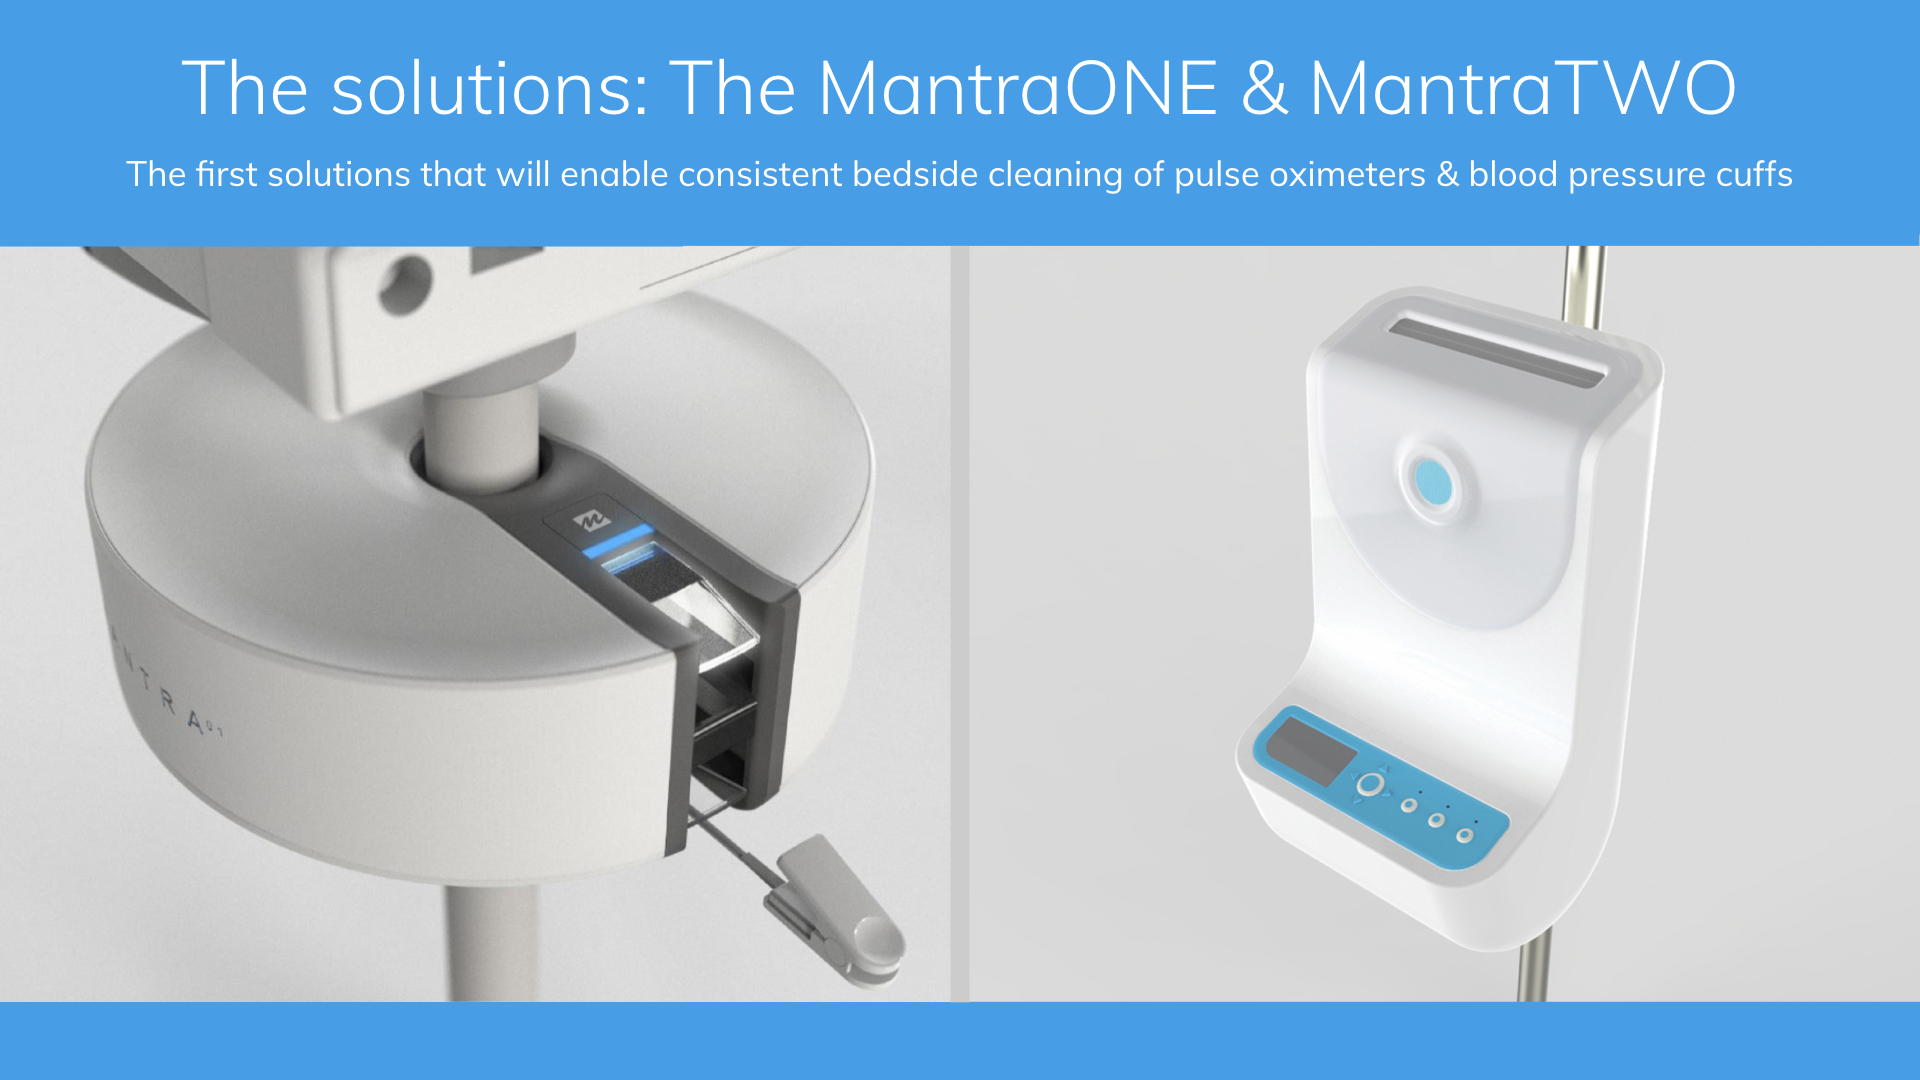 The solutions: The MantraONE & MantraTWO
The first solutions that will enable consistent bedside cleaning of pulse oximeters & blood pressure cuffs
ANTRA⁰¹